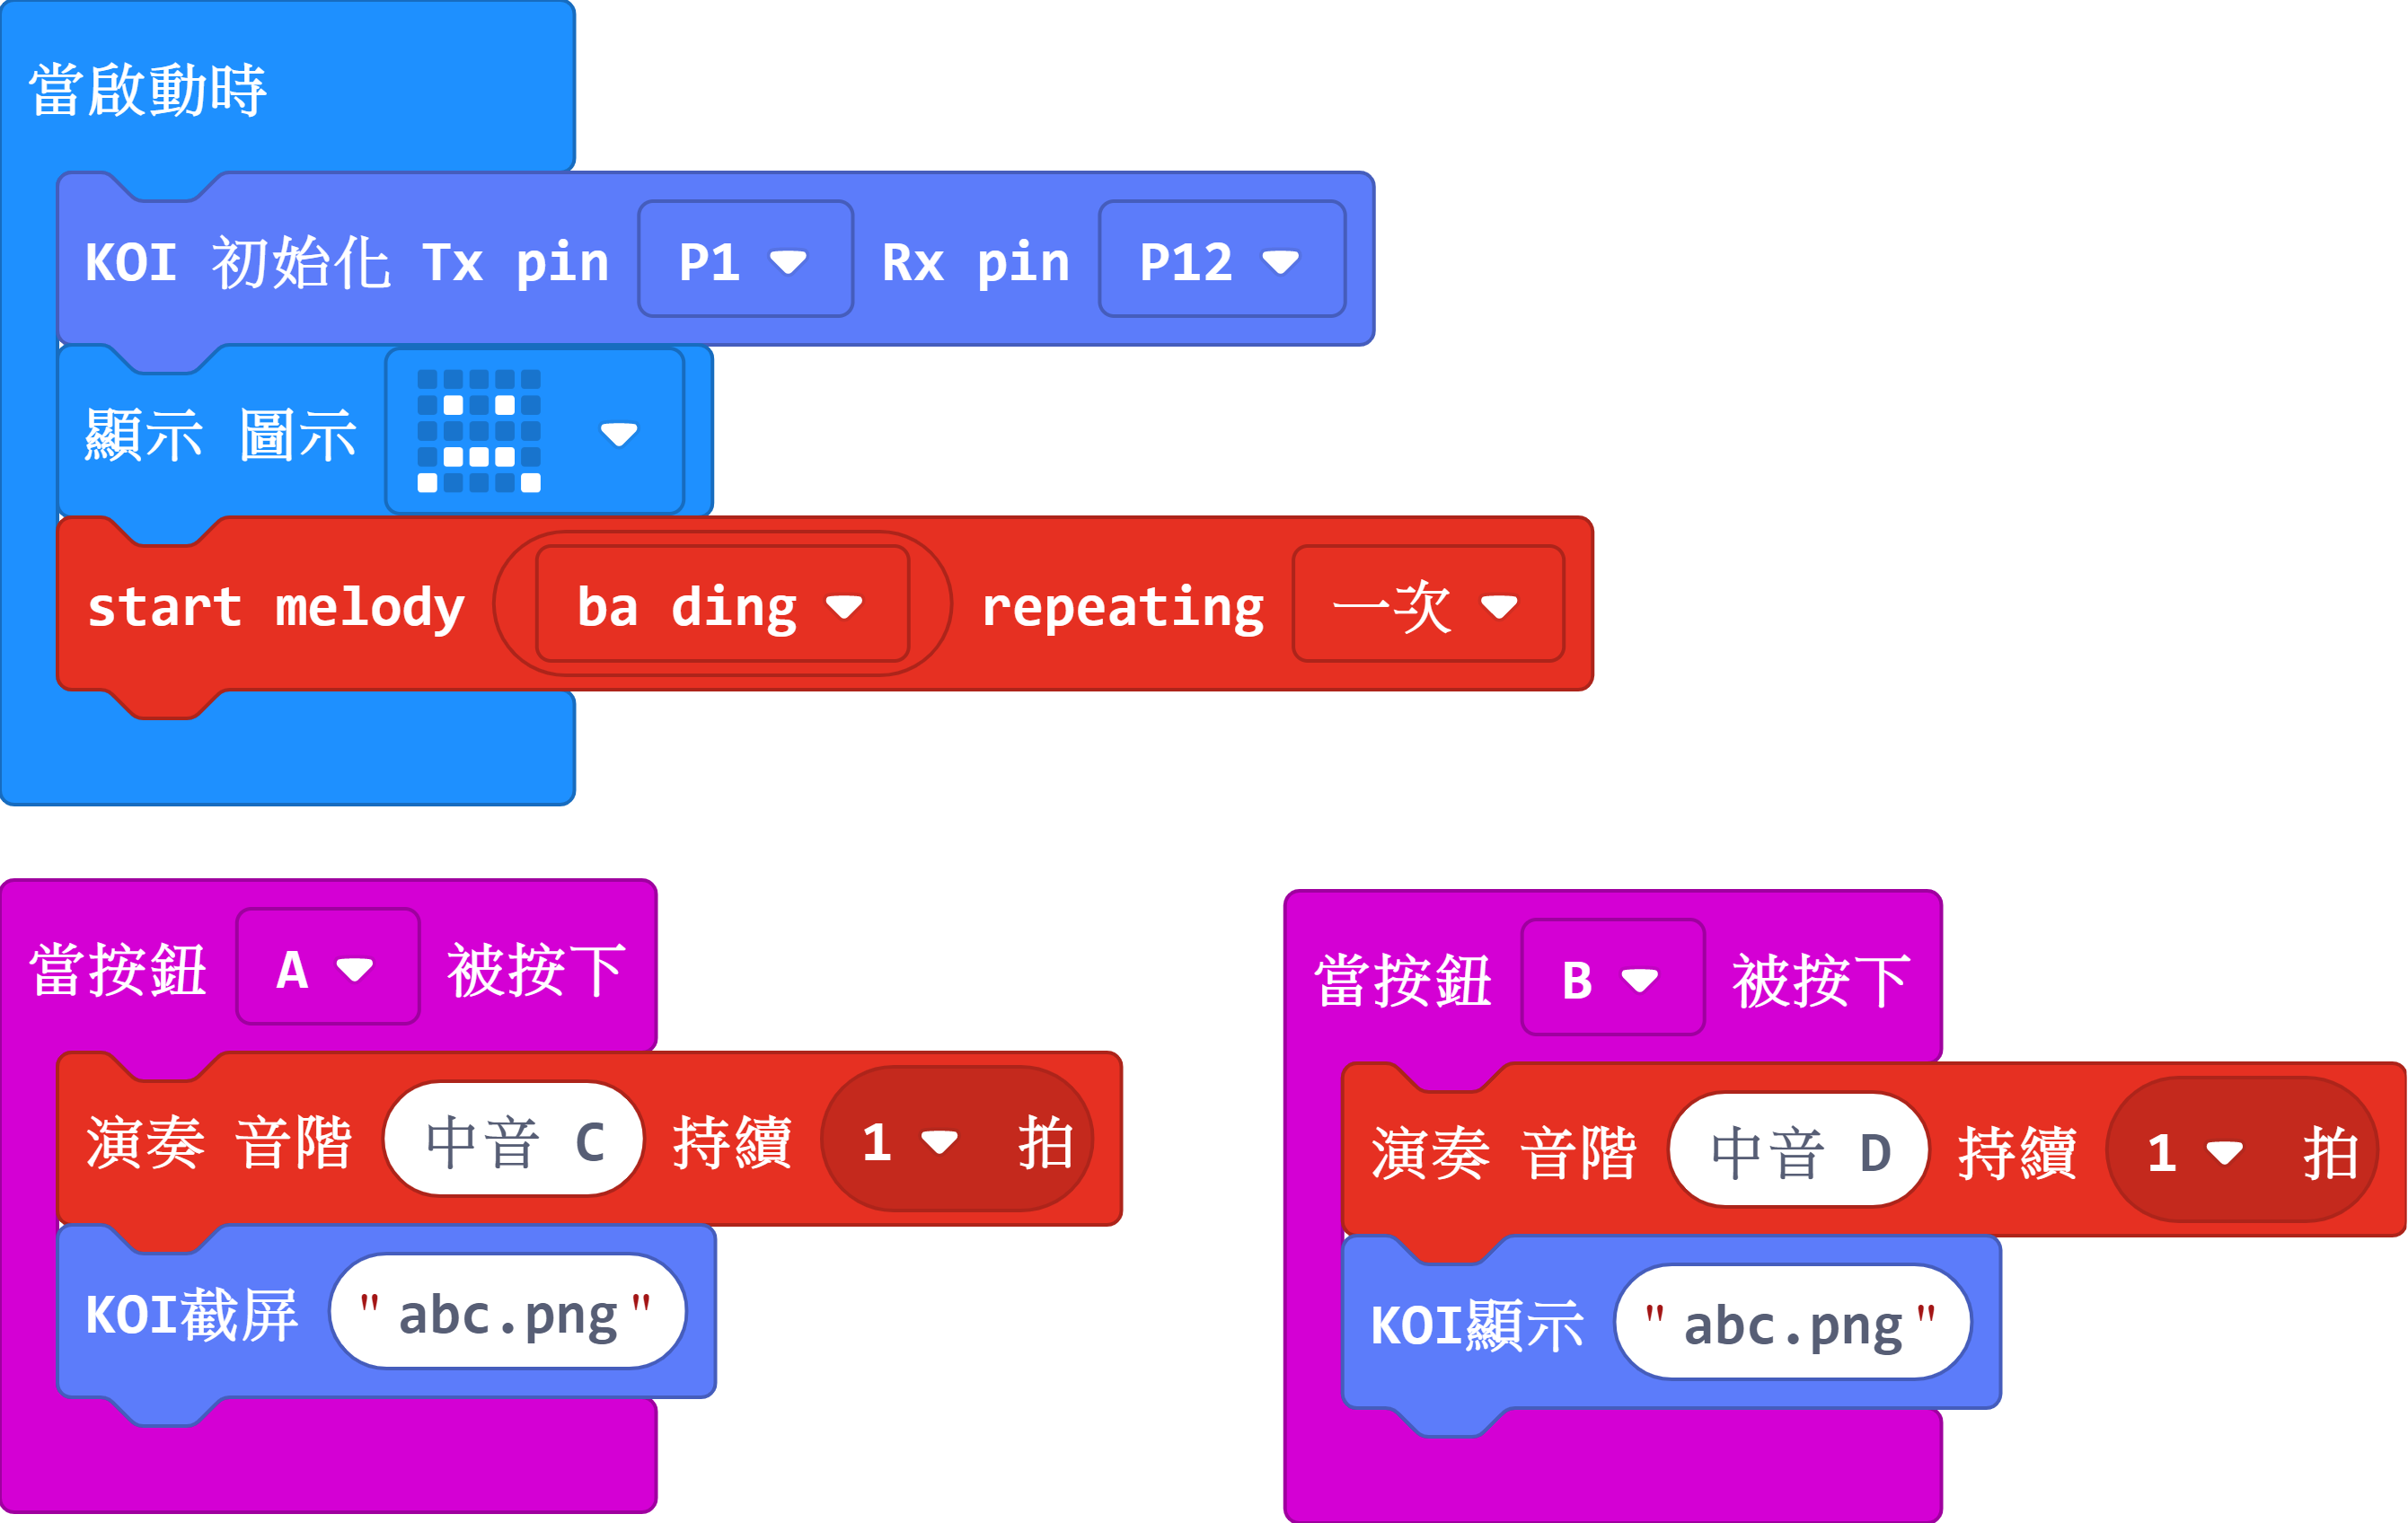 當啟動時
KOI 初始化 Tx pin P1 Rx pin P12
顯示 圖示
start melody ba ding repeating 一次
當按鈕 A 被按下
演奏 音階 中音 C 持續 1 拍
KOI截屏 "abc.png"
當按鈕 B 被按下
演奏 音階 中音 D 持續 1 拍
KOI顯示 "abc.png"